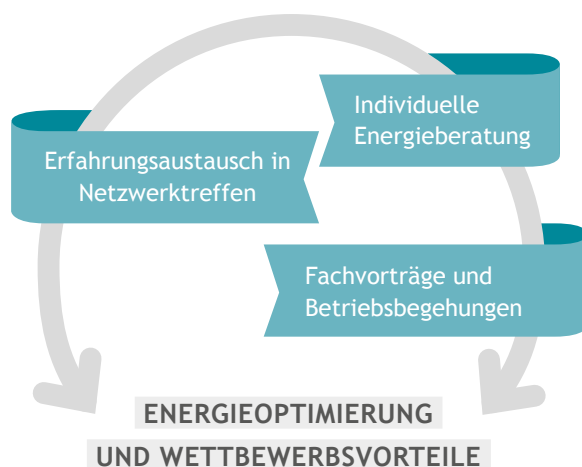 Individuelle
Energieberatung
Erfahrungsaustausch in
Netzwerktreffen
Fachvorträge und
Betriebsbegehungen
ENERGIEOPTIMIERUNG
UND WETTBEWERBSVORTEILE